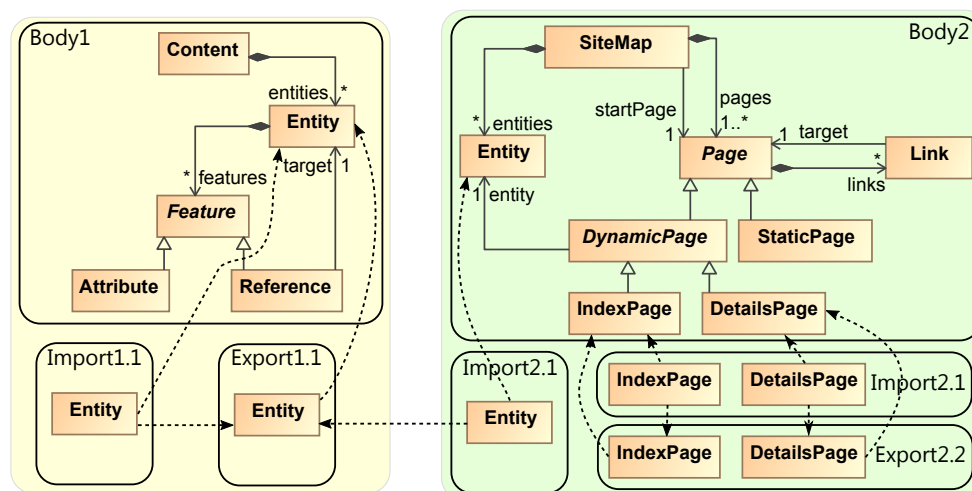 Body1
Content
entities *
Entity
target 1
* features
Feature
Attribute
Reference
Import1.1
Entity
Export1.1
Entity
Body2
SiteMap
startPage
pages
1..*
* entities
1
1 target
Entity
Page
Link
*
links
1 entity
DynamicPage
StaticPage
IndexPage
DetailsPage
Import2.1
Entity
IndexPage
DetailsPage
Import2.1
IndexPage
DetailsPage
Export2.2